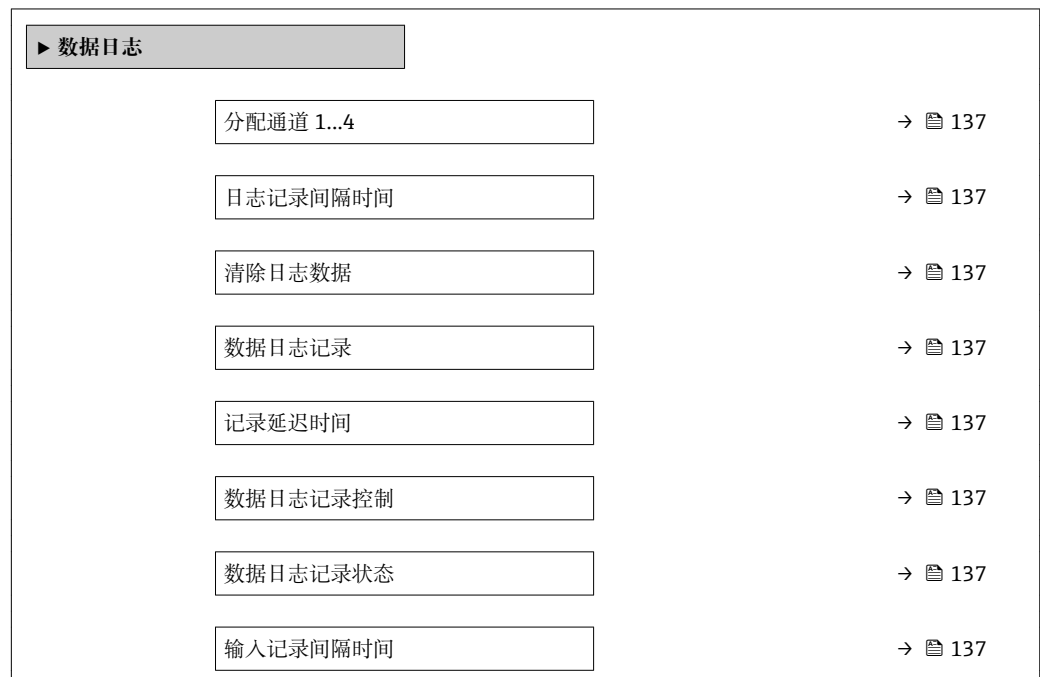 ▶ 数据日志
分配通道 1...4 → 🖺 137
日志记录间隔时间 → 🖺 137
清除日志数据 → 🖺 137
数据日志记录 → 🖺 137
记录延迟时间 → 🖺 137
数据日志记录控制 → 🖺 137
数据日志记录状态 → 🖺 137
输入记录间隔时间 → 🖺 137